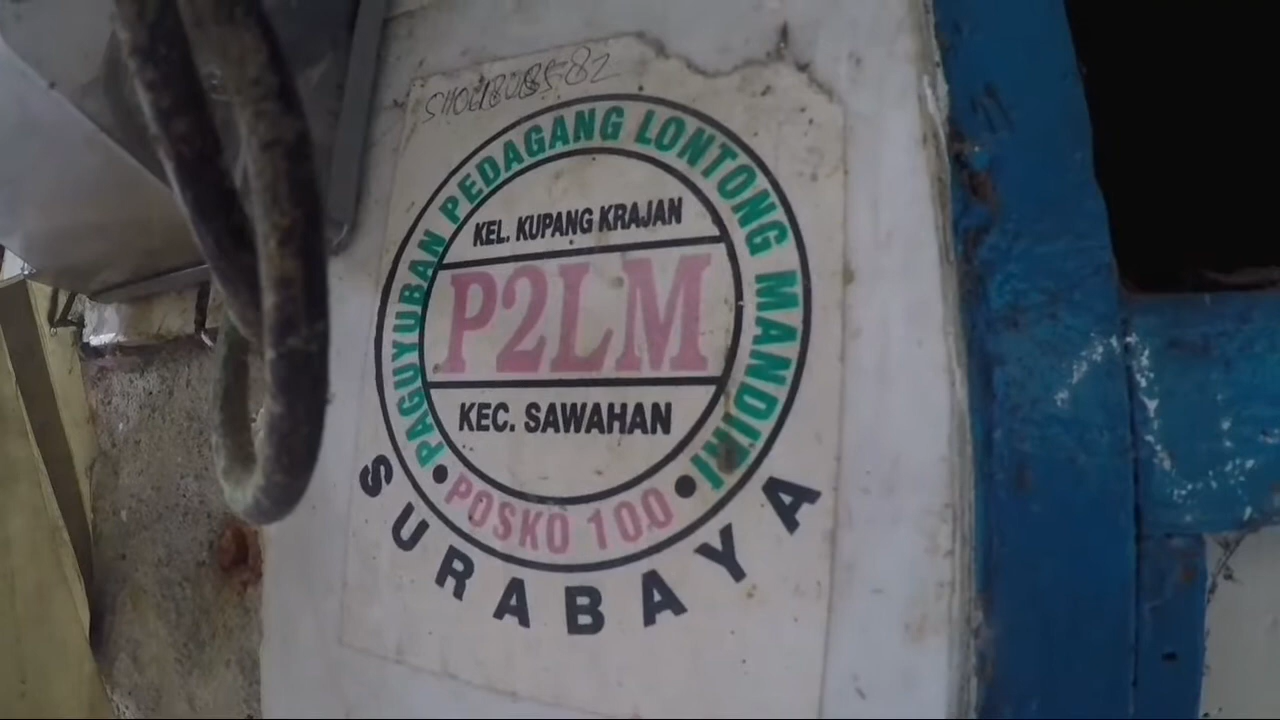 PAGUYUBAN PEDAGANG LONTONG MANDIRI
KEL. KUPANG KRAJAN
P2LM
KEC. SAWAHAN
• POSKO 100 •
SURABAYA